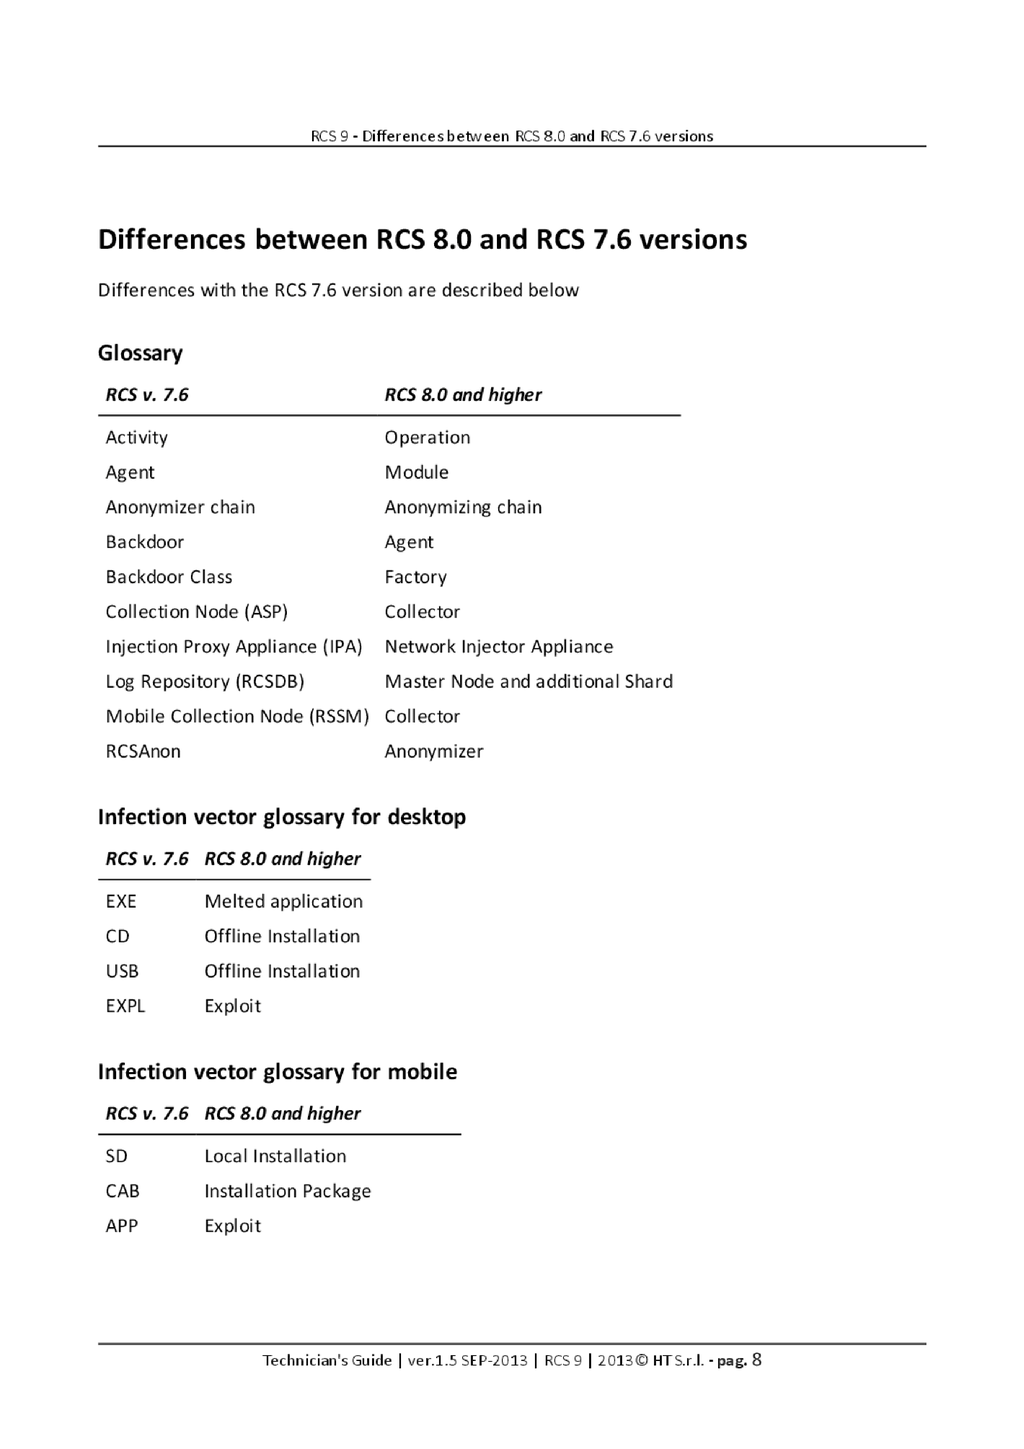 RCS 9 - Differences between RCS 8.0 and RCS 7.6 versions
Differences between RCS 8.0 and RCS 7.6 versions
Differences with the RCS 7.6 version are described below
Glossary
RCS v. 7.6 RCS 8.0 and higher
Activity Operation
Agent Module
Anonymizer chain Anonymizing chain
Backdoor Agent
Backdoor Class Factory
Collection Node (ASP) Collector
Injection Proxy Appliance (IPA) Network Injector Appliance
Log Repository (RCSDB) Master Node and additional Shard
Mobile Collection Node (RSSM) Collector
RCSAnon Anonymizer
Infection vector glossary for desktop
RCS v. 7.6 RCS 8.0 and higher
EXE Melted application
CD Offline Installation
USB Offline Installation
EXPL Exploit
Infection vector glossary for mobile
RCS v. 7.6 RCS 8.0 and higher
SD Local Installation
CAB Installation Package
APP Exploit
Technician's Guide | ver.1.5 SEP-2013 | RCS 9 | 2013© HT S.r.l. - pag. 8